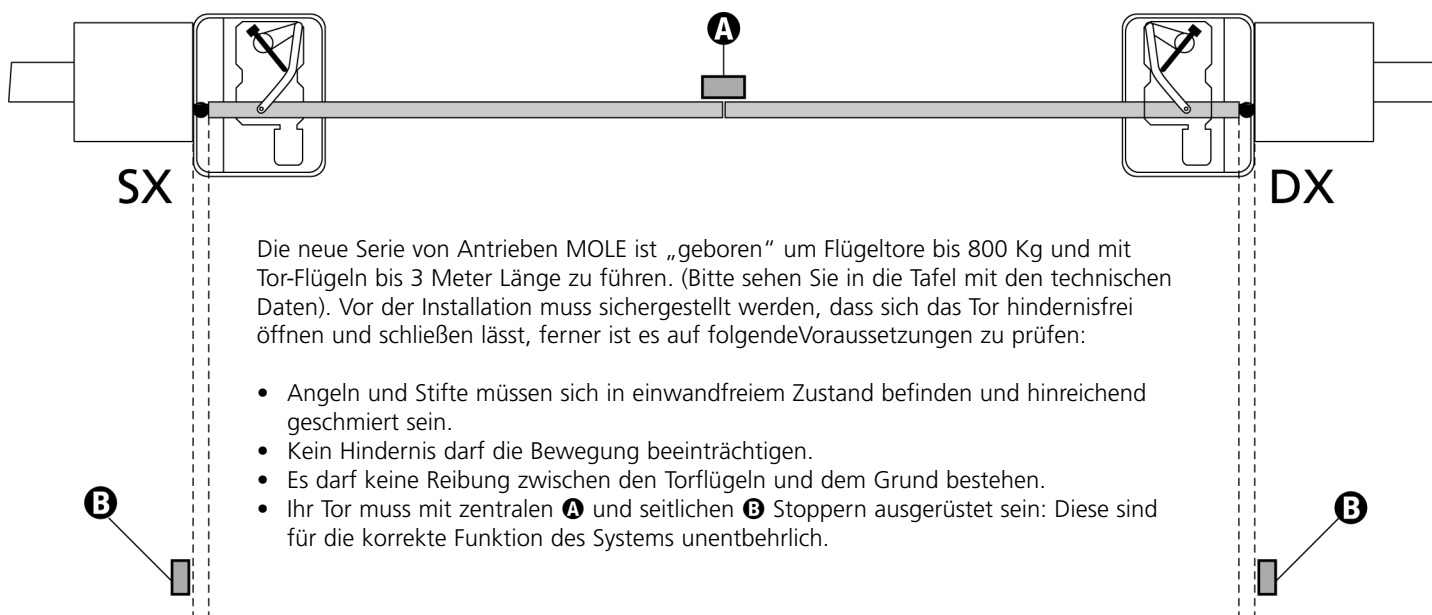 A
SX
DX
Die neue Serie von Antrieben MOLE ist „geboren“ um Flügeltore bis 800 Kg und mit
Tor-Flügeln bis 3 Meter Länge zu führen. (Bitte sehen Sie in die Tafel mit den technischen
Daten). Vor der Installation muss sichergestellt werden, dass sich das Tor hindernisfrei
öffnen und schließen lässt, ferner ist es auf folgendeVoraussetzungen zu prüfen:
• Angeln und Stifte müssen sich in einwandfreiem Zustand befinden und hinreichend
geschmiert sein.
• Kein Hindernis darf die Bewegung beeinträchtigen.
• Es darf keine Reibung zwischen den Torflügeln und dem Grund bestehen.
• Ihr Tor muss mit zentralen A und seitlichen B Stoppern ausgerüstet sein: Diese sind
für die korrekte Funktion des Systems unentbehrlich.
B
B